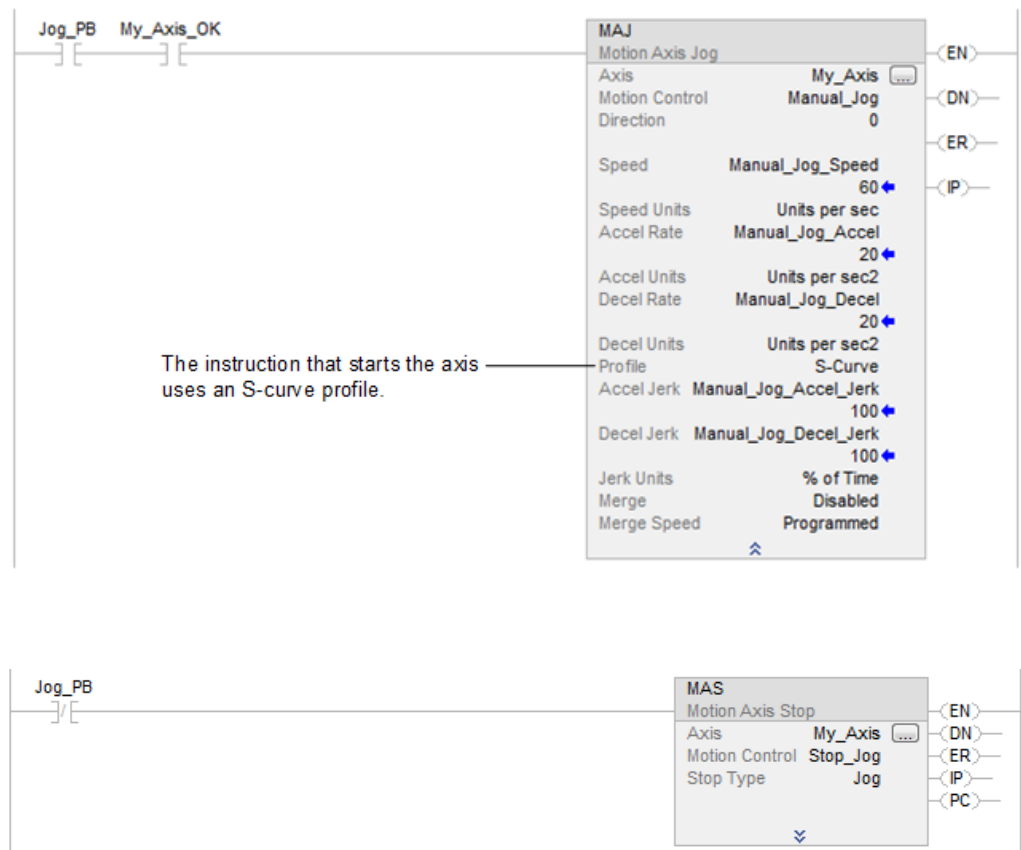 Jog_PB My_Axis_OK
MAJ
Motion Axis Jog
EN
Axis My_Axis ...
Motion Control Manual_Jog
DN
Direction 0
ER
Speed Manual_Jog_Speed
60
IP
Speed Units Units per sec
Accel Rate Manual_Jog_Accel
20
Accel Units Units per sec2
Decel Rate Manual_Jog_Decel
20
Decel Units Units per sec2
The instruction that starts the axis
uses an S-curve profile.
Profile S-Curve
Accel Jerk Manual_Jog_Accel_Jerk
100
Decel Jerk Manual_Jog_Decel_Jerk
100
Jerk Units % of Time
Merge Disabled
Merge Speed Programmed
Jog_PB
MAS
Motion Axis Stop
EN
Axis My_Axis ...
DN
Motion Control Stop_Jog
ER
Stop Type Jog
IP
PC